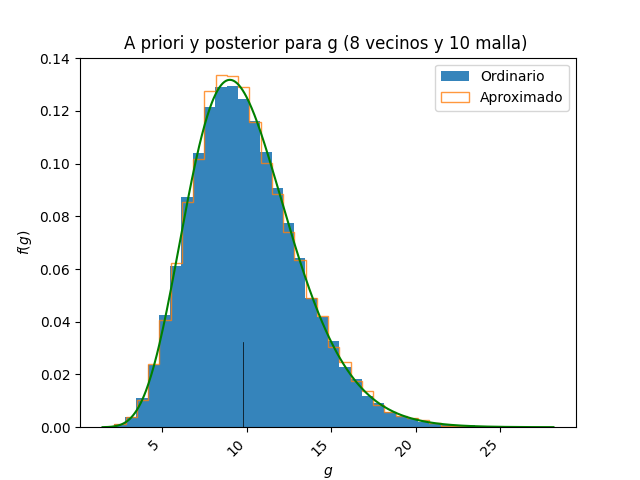 A priori y posterior para g (8 vecinos y 10 malla)
Ordinario
Aproximado
0.14
0.12
0.10
0.08
0.06
0.04
0.02
0.00
f(g)
5
10
15
20
25
g